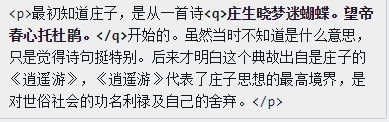 <p>最初知道庄子，是从一首诗<q>庄生晓梦迷蝴蝶。望帝
春心托杜鹃。</q>开始的。虽然当时不知道是什么意思，
只是觉得诗句挺特别。后来才明白这个典故出自是庄子的
《逍遥游》，《逍遥游》代表了庄子思想的最高境界，是
对世俗社会的功名利禄及自己的舍弃。</p>